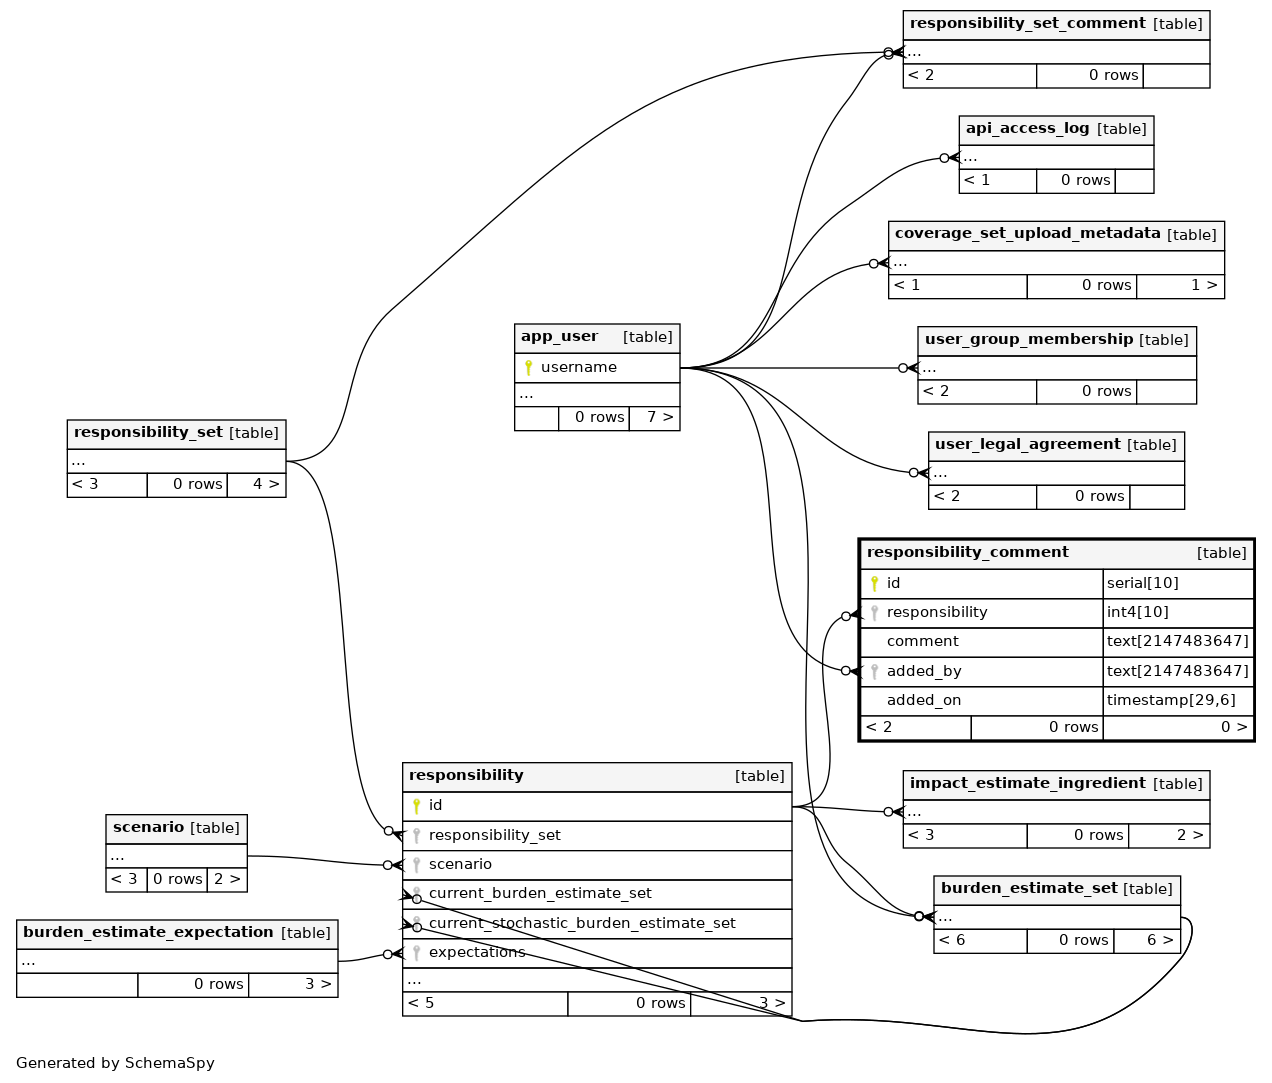 responsibility_set_comment [table]
...
< 2 0 rows
api_access_log [table]
...
< 1 0 rows
coverage_set_upload_metadata [table]
...
< 1 0 rows 1 >
app_user [table]
username
...
0 rows 7 >
user_group_membership [table]
...
< 2 0 rows
responsibility_set [table]
...
< 3 0 rows 4 >
user_legal_agreement [table]
...
< 2 0 rows
responsibility_comment [table]
id serial[10]
responsibility int4[10]
comment text[2147483647]
added_by text[2147483647]
added_on timestamp[29,6]
< 2 0 rows 0 >
responsibility [table]
id
responsibility_set
scenario
current_burden_estimate_set
current_stochastic_burden_estimate_set
expectations
...
< 5 0 rows 3 >
impact_estimate_ingredient [table]
...
< 3 0 rows 2 >
scenario [table]
...
< 3 0 rows 2 >
burden_estimate_set [table]
...
< 6 0 rows 6 >
burden_estimate_expectation [table]
...
0 rows 3 >
Generated by SchemaSpy